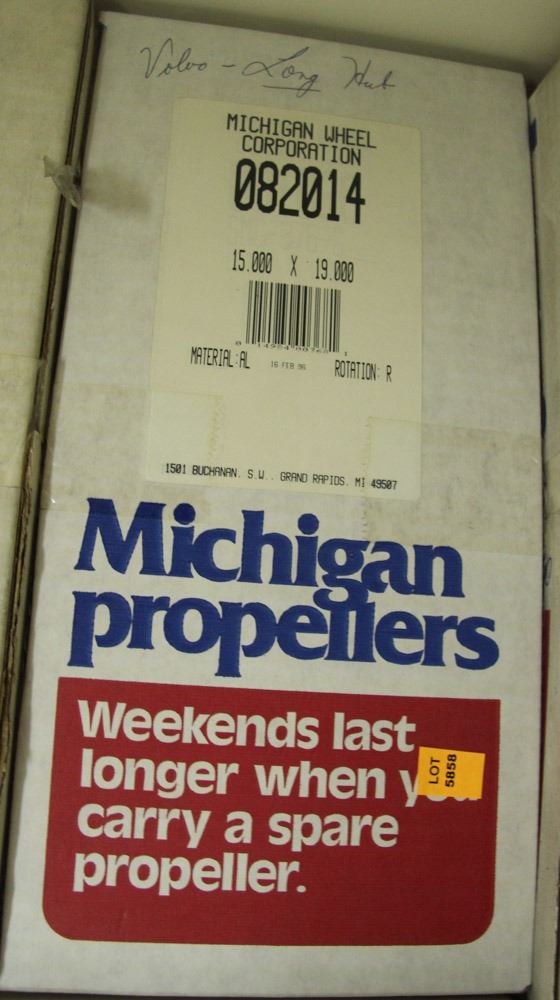 Volvo - Long Hub
MICHIGAN WHEEL
CORPORATION
082014
15.000 X 19.000
MATERIAL:AL 16 FEB 96 ROTATION: R
1501 BUCHANAN. S.W.. GRAND RAPIDS. MI 49507
Michigan
propellers
Weekends last
longer when
carry a spare
propeller.
LOT
5858